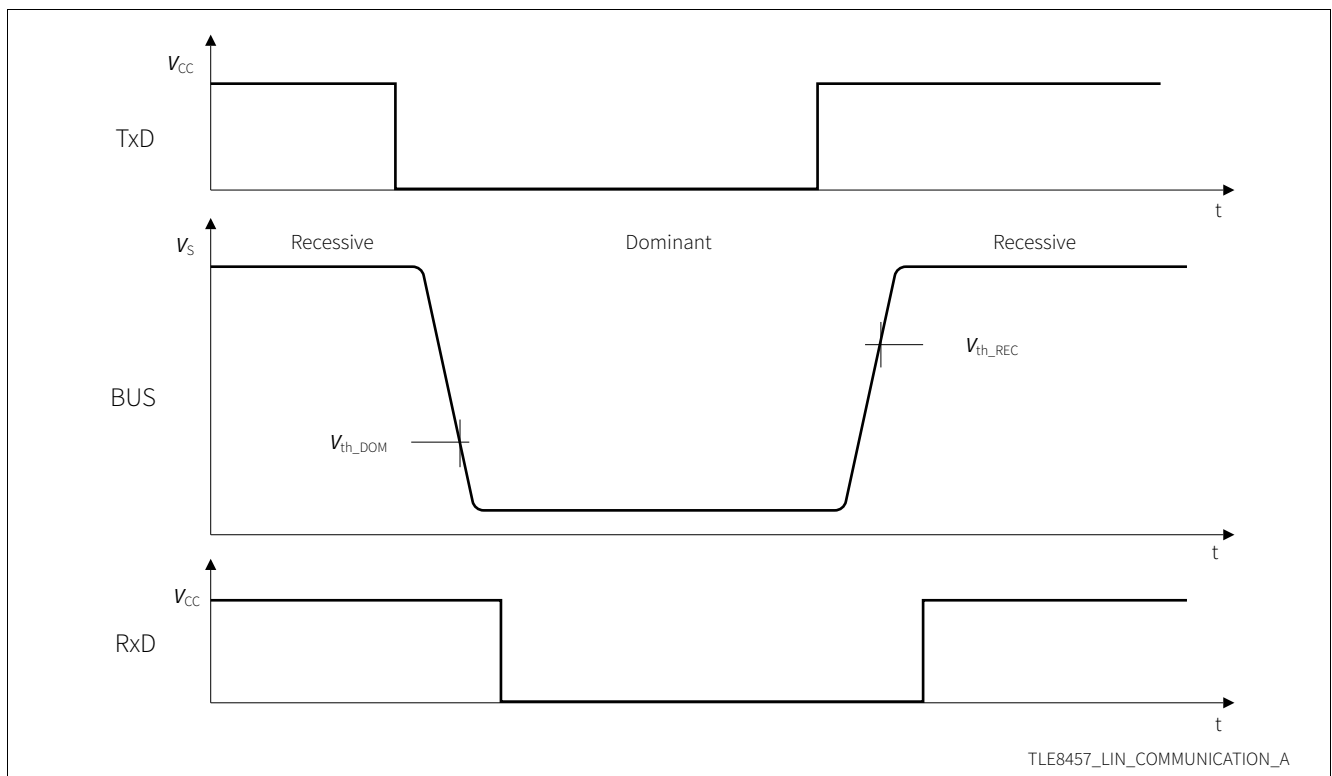 VCC
TxD
t
VS
Recessive
Dominant
Recessive
Vth_REC
BUS
Vth_DOM
t
VCC
RxD
t
TLE8457_LIN_COMMUNICATION_A